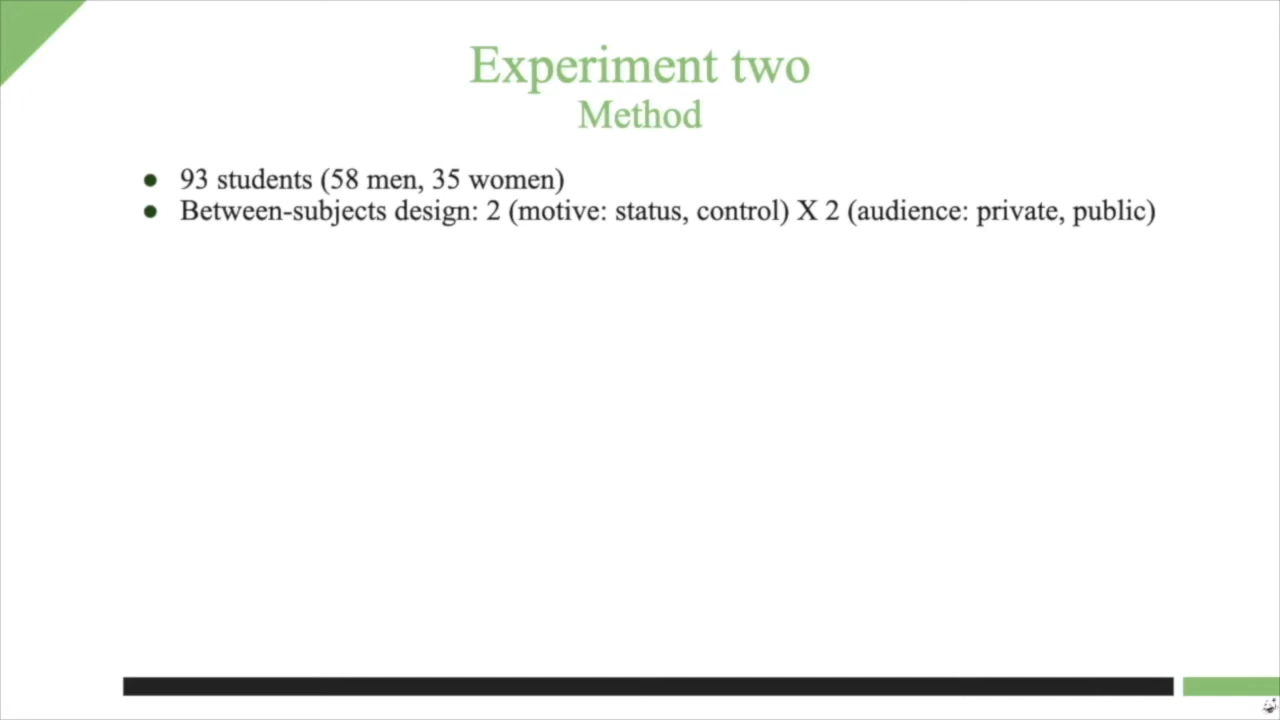 Experiment two
Method
● 93 students (58 men, 35 women)
● Between-subjects design: 2 (motive: status, control) X 2 (audience: private, public)